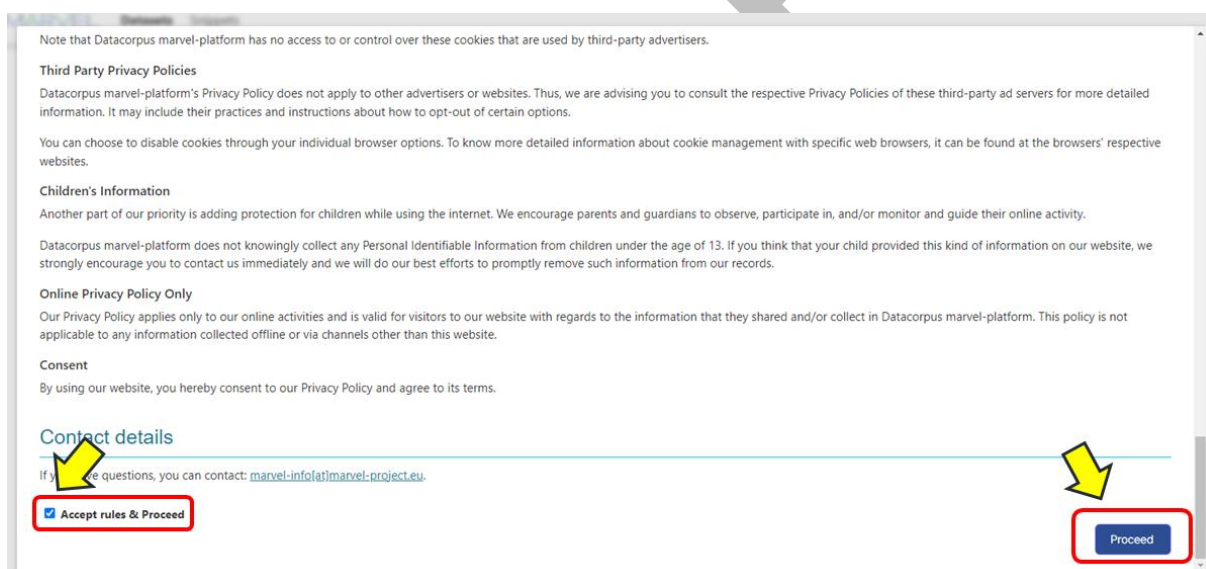 MARVEL Datasets Snippets
Note that Datacorpus marvel-platform has no access to or control over these cookies that are used by third-party advertisers.
Third Party Privacy Policies
Datacorpus marvel-platform's Privacy Policy does not apply to other advertisers or websites. Thus, we are advising you to consult the respective Privacy Policies of these third-party ad servers for more detailed
information. It may include their practices and instructions about how to opt-out of certain options.
You can choose to disable cookies through your individual browser options. To know more detailed information about cookie management with specific web browsers, it can be found at the browsers' respective
websites.
Children's Information
Another part of our priority is adding protection for children while using the internet. We encourage parents and guardians to observe, participate in, and/or monitor and guide their online activity.
Datacorpus marvel-platform does not knowingly collect any Personal Identifiable Information from children under the age of 13. If you think that your child provided this kind of information on our website, we
strongly encourage you to contact us immediately and we will do our best efforts to promptly remove such information from our records.
Online Privacy Policy Only
Our Privacy Policy applies only to our online activities and is valid for visitors to our website with regards to the information that they shared and/or collect in Datacorpus marvel-platform. This policy is not
applicable to any information collected offline or via channels other than this website.
Consent
By using our website, you hereby consent to our Privacy Policy and agree to its terms.
Contact details
If questions, you can contact: marvel-info[at]marvel-project.eu.
Accept rules & Proceed
Proceed